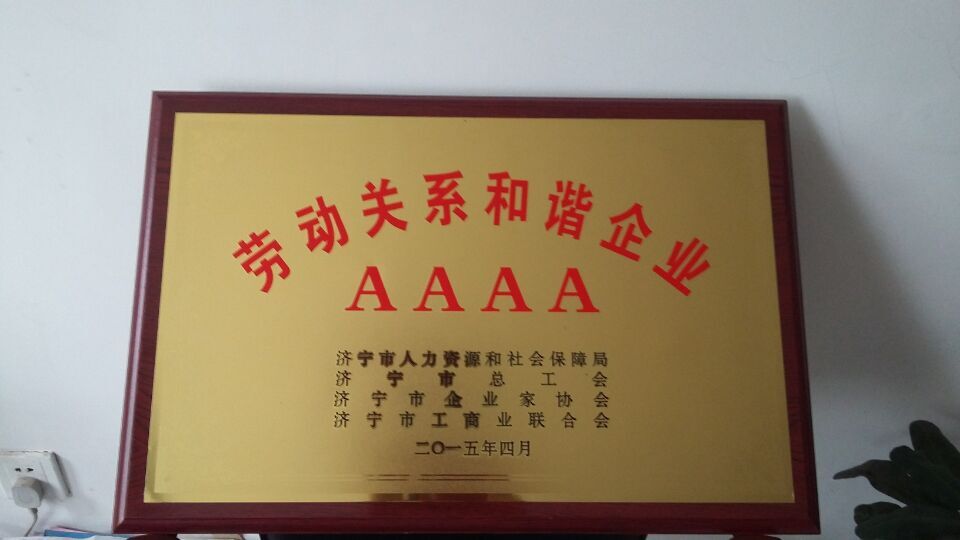 劳动关系和谐企业
AAAA
济宁市人力资源和社会保障局
济宁市总工会
济宁市企业家协会
济宁市工商业联合会
二〇一五年四月